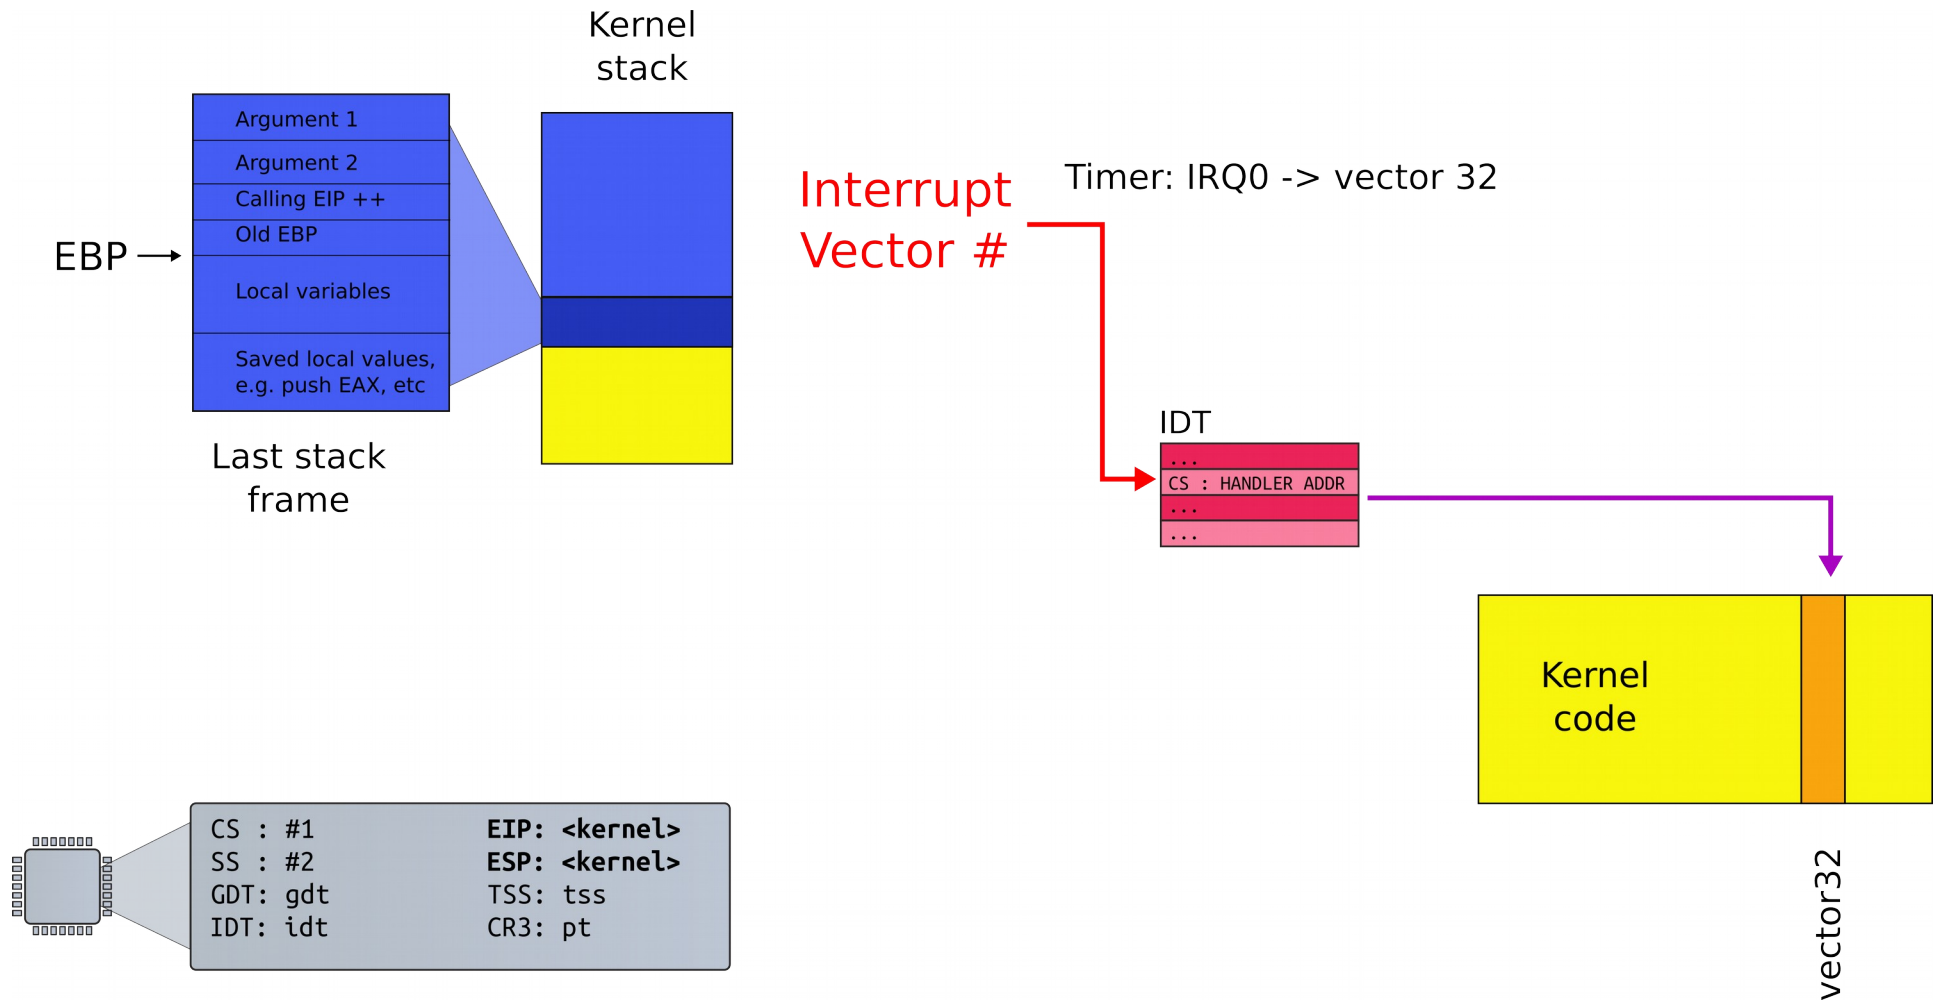 Kernel
stack
Argument 1
Argument 2
Calling EIP ++
Old EBP
EBP
Local variables
Saved local values,
e.g. push EAX, etc
Last stack
frame
Interrupt
Vector #
Timer: IRQ0 -> vector 32
IDT
...
CS : HANDLER ADDR
...
...
Kernel
code
vector32
CS : #1 EIP: <kernel>
SS : #2 ESP: <kernel>
GDT: gdt TSS: tss
IDT: idt CR3: pt